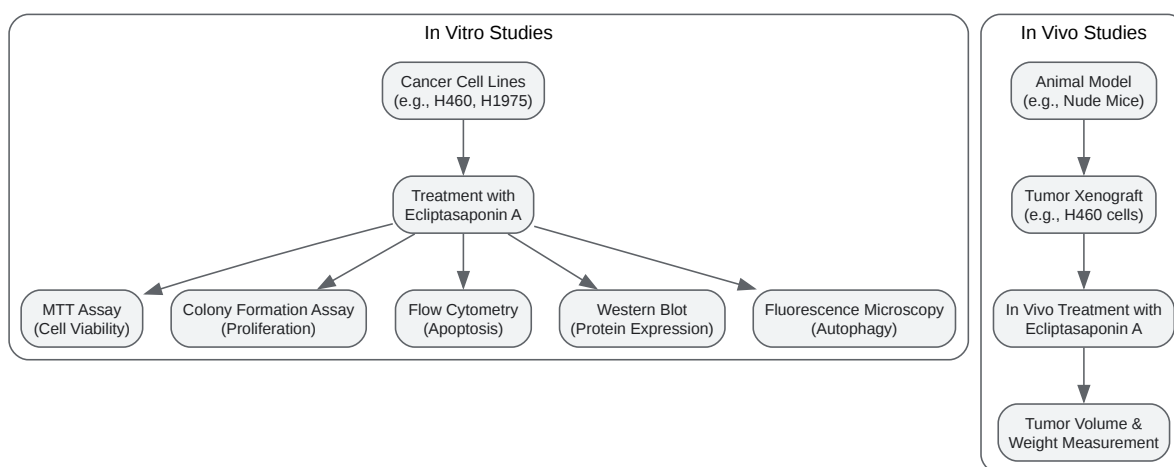 In Vitro Studies
Cancer Cell Lines
(e.g., H460, H1975)
Treatment with
Ecliptasaponin A
MTT Assay
(Cell Viability)
Colony Formation Assay
(Proliferation)
Flow Cytometry
(Apoptosis)
Western Blot
(Protein Expression)
Fluorescence Microscopy
(Autophagy)
In Vivo Studies
Animal Model
(e.g., Nude Mice)
Tumor Xenograft
(e.g., H460 cells)
In Vivo Treatment with
Ecliptasaponin A
Tumor Volume &
Weight Measurement